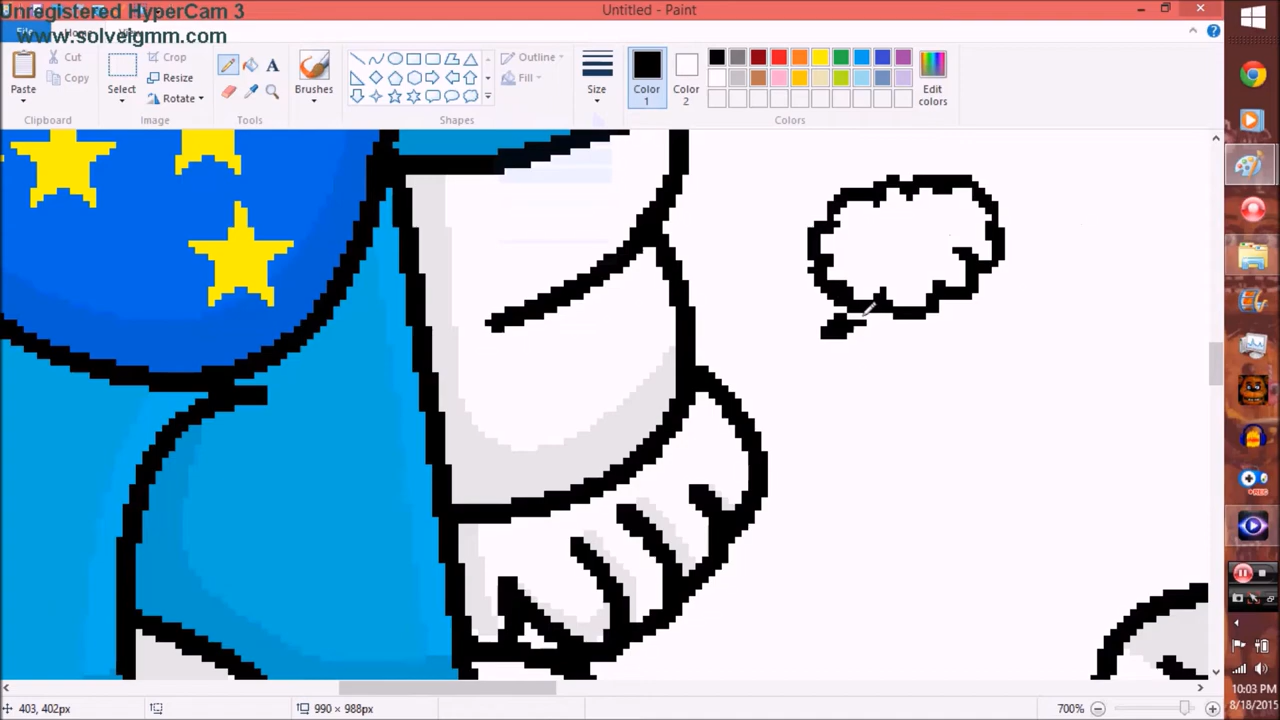 Unregistered HyperCam 3
Untitled - Paint
www.solveigmm.com
File
Cut
Crop
Outline
Copy
Resize
Fill
Paste
Select
Rotate
Brushes
Size
Color 1
Color 2
Edit colors
Clipboard
Image
Tools
Shapes
Colors
+REC
403, 402px
990 × 988px
700%
10:03 PM
8/18/2015